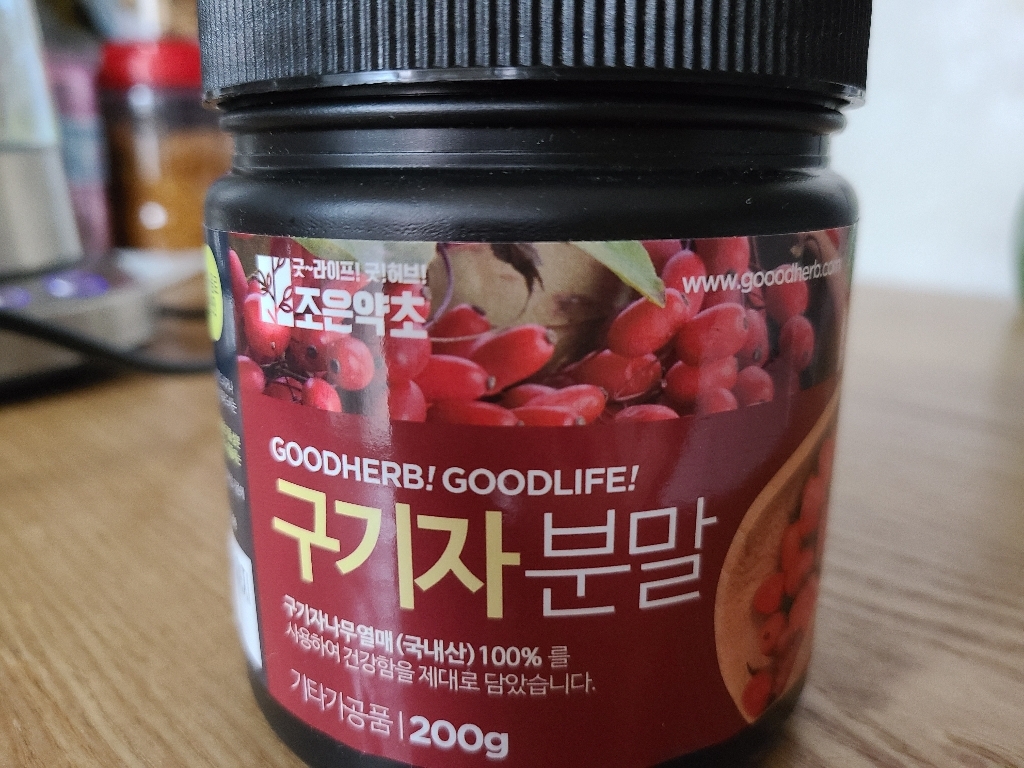 굿~라이프! 굿!허브!
조은약초
www.gooodherb.com
GOODHERB! GOODLIFE!
구기자분말
구기자나무열매(국내산)100% 를
사용하여 건강함을 제대로 담았습니다.
기타가공품 | 200g